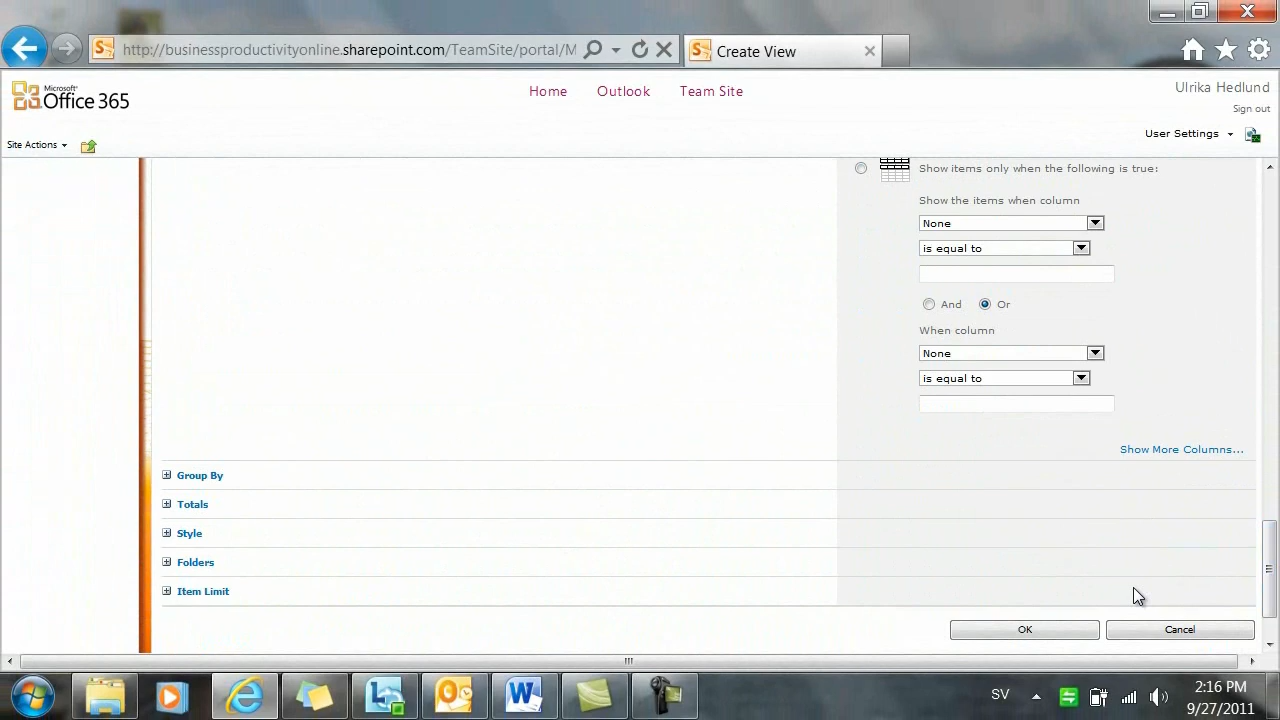 http://businessproductivityonline.sharepoint.com/TeamSite/portal/M
Create View
Microsoft®
Office 365
Home
Outlook
Team Site
Ulrika Hedlund
Sign out
Site Actions
User Settings
Show items only when the following is true:
Show the items when column
None
is equal to
And
Or
When column
None
is equal to
Show More Columns...
Group By
Totals
Style
Folders
Item Limit
OK
Cancel
SV
2:16 PM
9/27/2011